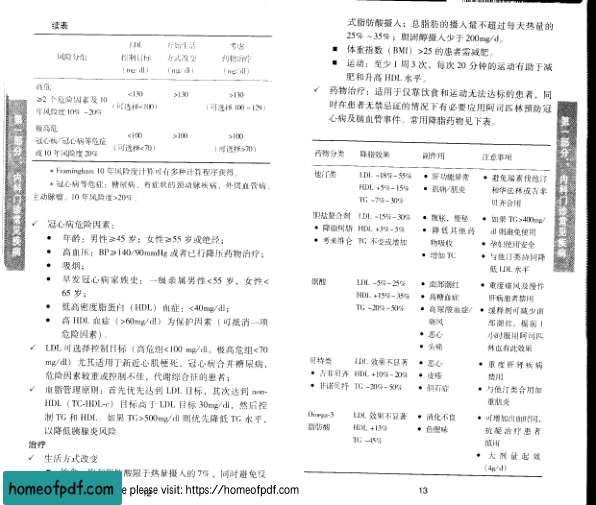 续表
风险分组
LDL
控制目标
(mg/dl)
开始生活
方式改变
(mg/dl)
考虑
药物治疗
(mg/dl)
高危
≥2 个危险因素及 10
年风险度 10% ~20%
<130
(可选择<100)
>130
>130
(可选择 100 ~129)
极高危
冠心病/冠心病等危症
或 10 年风险度 20%
<100
(可选择<70)
>100
>100
(可选择>70)
* Framingham 10 年风险度计算可有多种计算程序获得。
* 冠心病等危症：糖尿病，有症状的颈动脉疾病，外周血管病，
主动脉瘤，10 年风险度>20%。
✓ 冠心病危险因素：
● 年龄：男性≥45 岁；女性≥55 岁或绝经；
● 高血压：BP≥140/90mmHg 或者已行降压药物治疗；
● 吸烟；
● 早发冠心病家族史：一级亲属男性<55 岁，女性<
65 岁；
● 低高密度脂蛋白（HDL）血症：<40mg/dl；
● 高 HDL 血症（>60mg/dl）为保护因素（可抵消一项
危险因素）.
✓ LDL 可选择控制目标（高危组<100 mg/dl，极高危组<70
mg/dl）尤其适用于新近心肌梗死，冠心病合并糖尿病，
危险因素较重或控制不佳，代谢综合征的患者；
✓ 血脂管理原则：首先优先达到 LDL 目标，其次达到 non-
HDL（TC-HDL-c）目标高于 LDL 目标 30mg/dl，然后控
制 TG 和 HDL. 如果 TG>500mg/dl 则优先降低 TG 水平，
以降低胰腺炎风险.
治疗
✓ 生活方式改变
酸限于热量摄人的 7%，同时避免反
第一部分 内科门诊常见疾病
12
式脂肪酸摄人；总脂肪的摄人量不超过每天热量的
25% ~35%；胆固醇摄人少于 200mg/d.
■ 体重指数（BMI）>25 的患者需减肥.
■ 运动：至少 1 周 3 次，每次 20 分钟的运动有助于减
肥和升高 HDL 水平.
✓ 药物治疗：适用于仅靠饮食和运动无法达标的患者，同
时在患者无禁忌证的情况下有必要应用阿司匹林预防冠
心病及脑血管事件. 常用降脂药物见下表.
药物分类 降脂效果 副作用 注意事项
他汀类
LDL -18%~55%
HDL +5%~15%
TG -7%~30%
● 肝功能异常
● 肌痛/肌炎
● 避免瑞素伐他汀
和华法林或吉非
贝齐合用
胆盐螯合剂
● 降脂树脂
● 考来维仑
LDL -15%~30%
HDL +3%~5%
TG 不变或增加
● 腹胀，便秘
● 降低其他药
物吸收
● 增加 TC
● 如果 TG>400mg/
dl 则避免使用
● 孕妇使用安全
● 与他汀类协同降
低 LDL 水平
烟酸
LDL -5%~25%
HDL +15%~35%
TG -20%~50%
● 面部潮红
● 高糖血症
● 高尿酸血症/
痛风
● 恶心
● 头痛
● 重度痛风及慢性
肝病患者禁用
● 缓释剂可减少面
部潮红，提前 1
小时服用阿司匹
林也有此效果
贝特类
● 吉非贝齐
● 非诺贝特
LDL 效果不显著
HDL +10%~20%
TC -20%~50%
● 恶心
● 皮疹
● 胆石症
● 重度肝肾疾病
禁用
● 与他汀类合用加
重肌炎
Omega-3
脂肪酸
LDL 效果不显著
HDL +13%
TG -45%
● 消化不良
● 鱼腥味
● 可增加出血时间，
抗凝治疗患者
慎用
● 大剂量起效
(4g/d)
第一部分 内科门诊常见疾病
13
homeofpdf.com
e please visit: https://homeofpdf.com